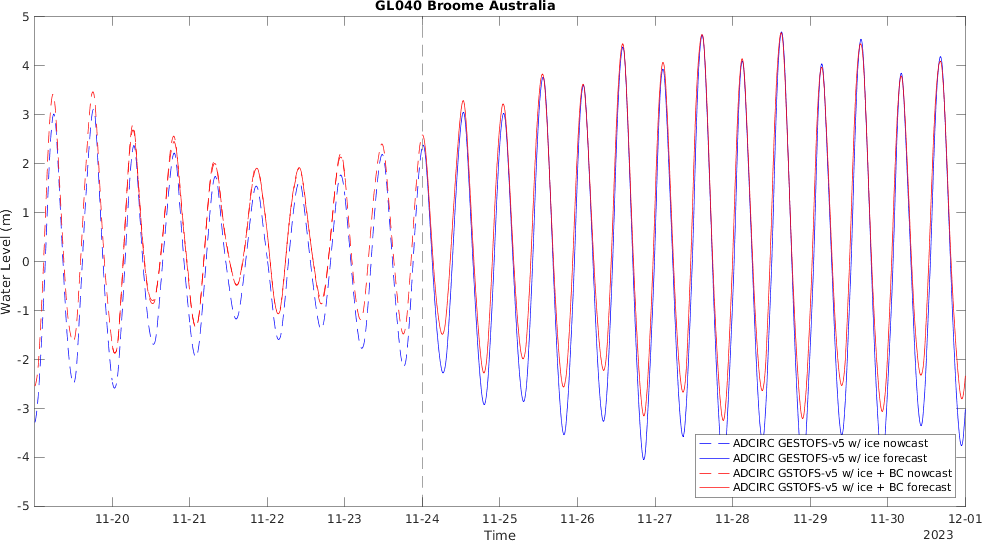 GL040 Broome Australia
5
4
3
2
1
0
-1
-2
-3
-4
-5
Water Level (m)
ADCIRC GESTOFS-v5 w/ ice nowcast
ADCIRC GESTOFS-v5 w/ ice forecast
ADCIRC GSTOFS-v5 w/ ice + BC nowcast
ADCIRC GSTOFS-v5 w/ ice + BC forecast
11-20 11-21 11-22 11-23 11-24 11-25 11-26 11-27 11-28 11-29 11-30 12-01
Time
2023